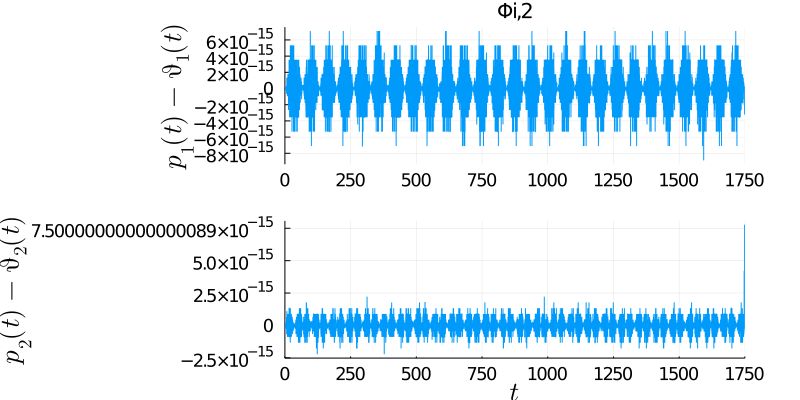 Φi,2
p₁(t) − ϑ₁(t)
6×10⁻¹⁵
4×10⁻¹⁵
2×10⁻¹⁵
0
−2×10⁻¹⁵
−4×10⁻¹⁵
−6×10⁻¹⁵
−8×10⁻¹⁵
0 250 500 750 1000 1250 1500 1750
p₂(t) − ϑ₂(t)
7.5000000000000089×10⁻¹⁵
5.0×10⁻¹⁵
2.5×10⁻¹⁵
0
−2.5×10⁻¹⁵
0 250 500 750 1000 1250 1500 1750
t